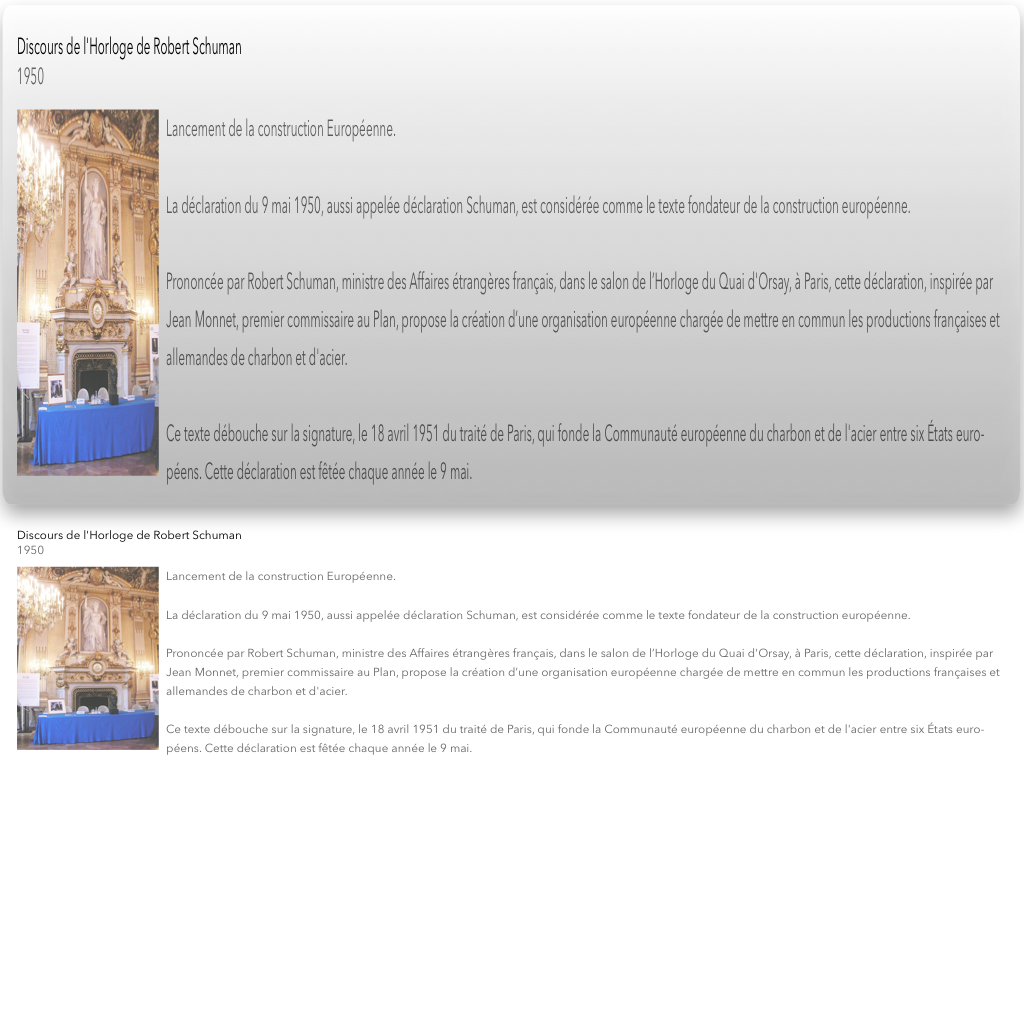 Discours de l'Horloge de Robert Schuman
1950
Lancement de la construction Européenne.
La déclaration du 9 mai 1950, aussi appelée déclaration Schuman, est considérée comme le texte fondateur de la construction européenne.
Prononcée par Robert Schuman, ministre des Affaires étrangères français, dans le salon de l’Horloge du Quai d'Orsay, à Paris, cette déclaration, inspirée par
Jean Monnet, premier commissaire au Plan, propose la création d’une organisation européenne chargée de mettre en commun les productions françaises et
allemandes de charbon et d'acier.
Ce texte débouche sur la signature, le 18 avril 1951 du traité de Paris, qui fonde la Communauté européenne du charbon et de l'acier entre six États euro-
péens. Cette déclaration est fêtée chaque année le 9 mai.
Discours de l'Horloge de Robert Schuman
1950
Lancement de la construction Européenne.
La déclaration du 9 mai 1950, aussi appelée déclaration Schuman, est considérée comme le texte fondateur de la construction européenne.
Prononcée par Robert Schuman, ministre des Affaires étrangères français, dans le salon de l’Horloge du Quai d'Orsay, à Paris, cette déclaration, inspirée par
Jean Monnet, premier commissaire au Plan, propose la création d’une organisation européenne chargée de mettre en commun les productions françaises et
allemandes de charbon et d'acier.
Ce texte débouche sur la signature, le 18 avril 1951 du traité de Paris, qui fonde la Communauté européenne du charbon et de l'acier entre six États euro-
péens. Cette déclaration est fêtée chaque année le 9 mai.